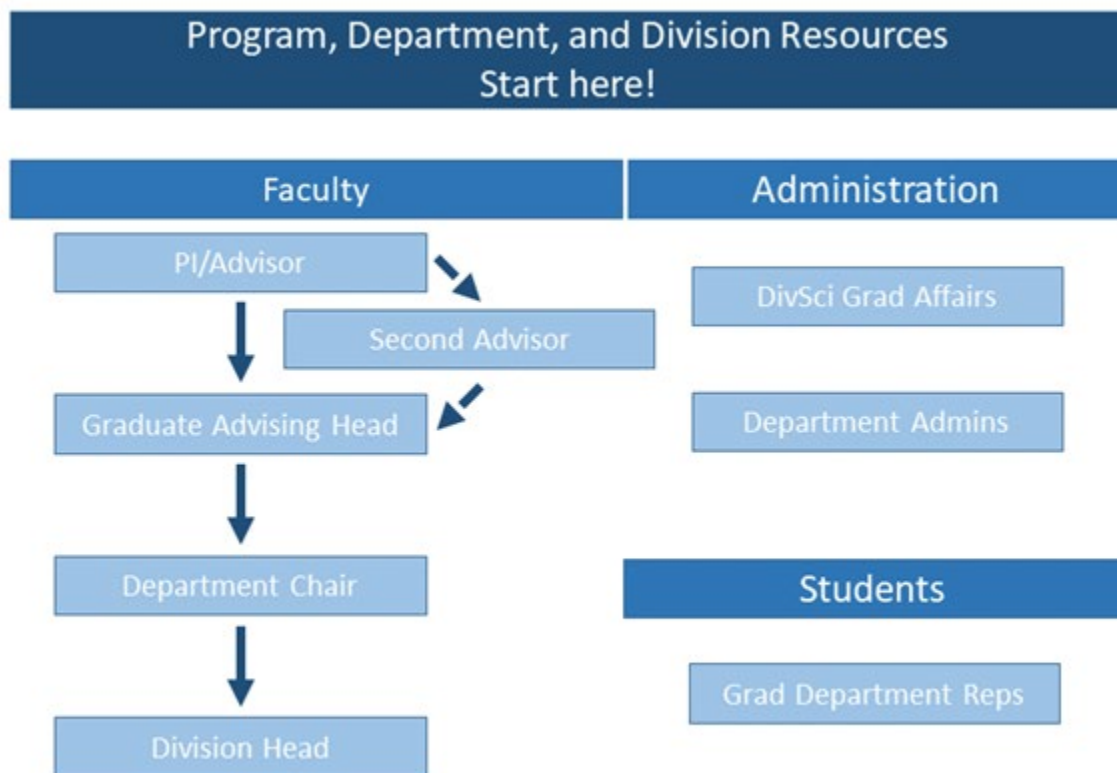 Program, Department, and Division Resources
Start here!
Faculty
PI/Advisor
Second Advisor
Graduate Advising Head
Department Chair
Division Head
Administration
DivSci Grad Affairs
Department Admins
Students
Grad Department Reps